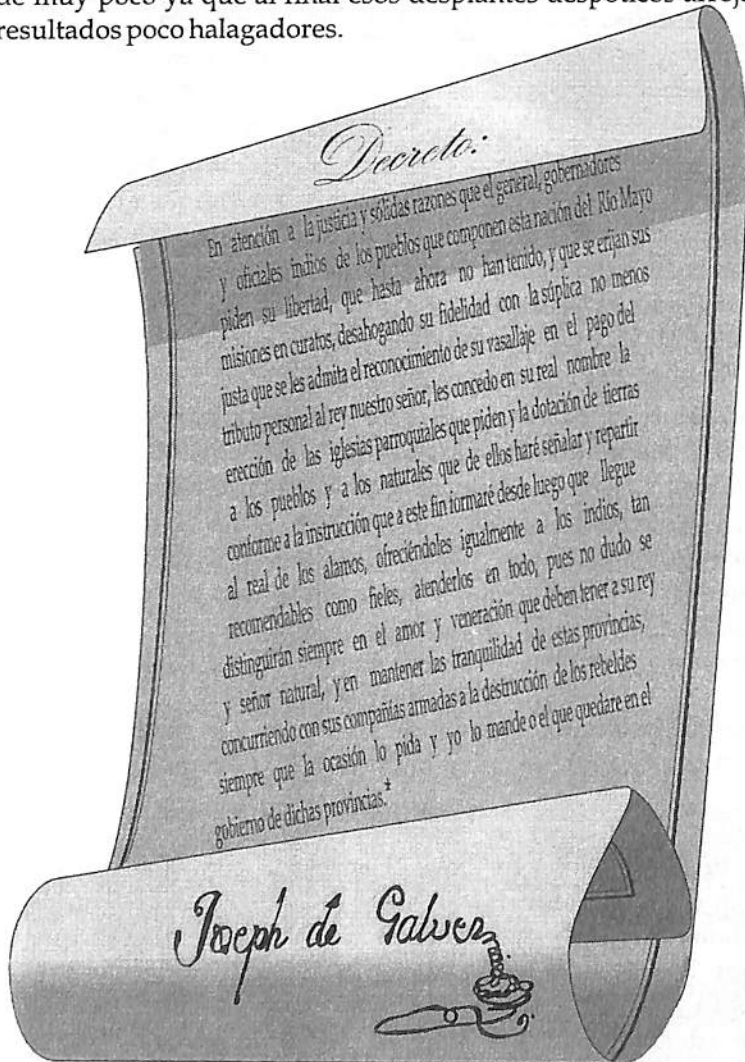 de muy poco ya que al final esos desplantes despóticos
resultados poco halagadores.
Decreto:
En atención a la justicia y sólidas razones que el general, gobernadores
y oficiales indios de los pueblos que componen esta nación del Río Mayo
piden su libertad, que hasta ahora no han tenido, y que se erijan sus
misiones en curatos, desahogando su fidelidad con la súplica no menos
justa que se les admita el reconocimiento de su vasallaje en el pago del
tributo personal al rey nuestro señor, les concedo en su real nombre la
erección de las iglesias parroquiales que piden y la dotación de tierras
a los pueblos y a los naturales que de ellos haré señalar y repartir
conforme a la instrucción que a este fin formaré desde luego que llegue
al real de los álamos, ofreciéndoles igualmente a los indios, tan
recomendables como fieles, atenderlos en todo, pues no dudo se
distinguirán siempre en el amor y veneración que deben tener a su rey
y señor natural, y en mantener las tranquilidad de estas provincias,
concurriendo con sus compañías armadas a la destrucción de los rebeldes
siempre que la ocasión lo pida y yo lo mande o el que quedare en el
gobierno de dichas provincias.*
Joseph de Galvez